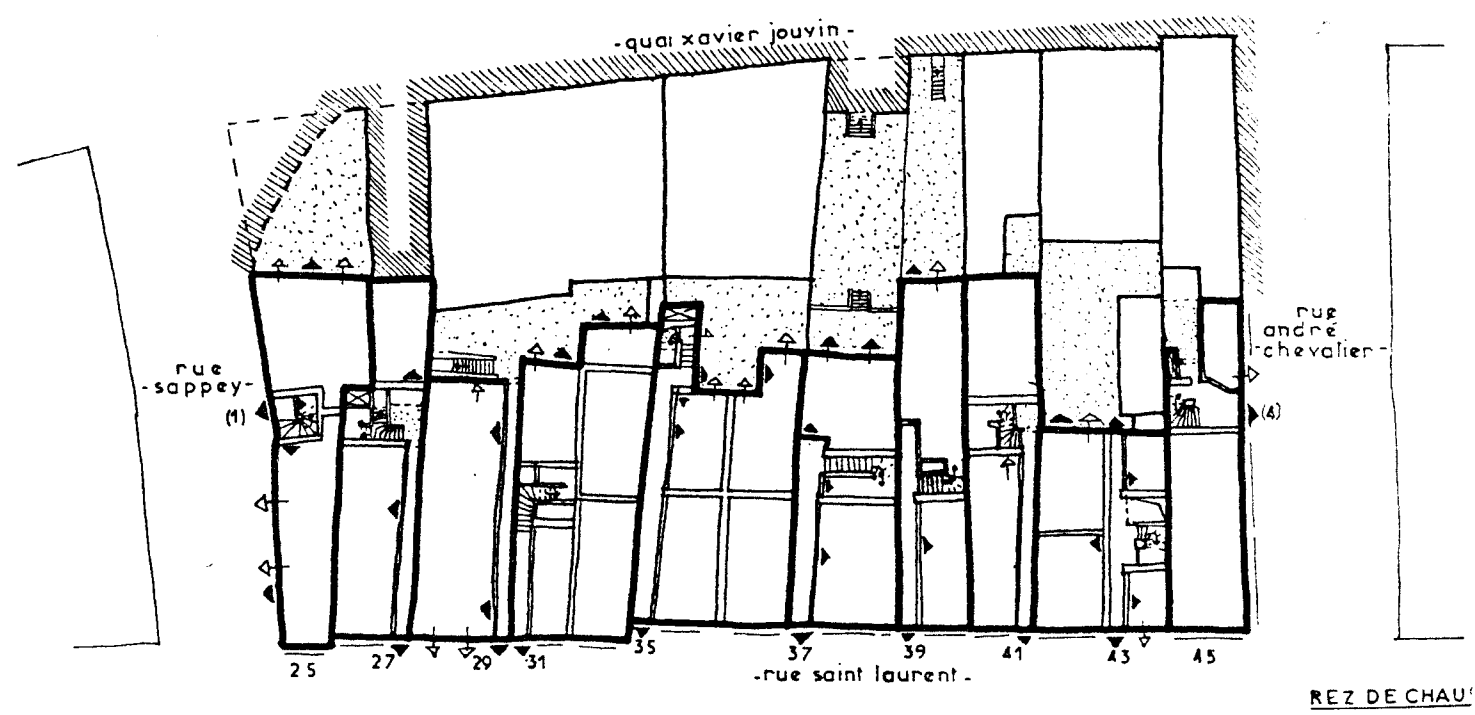 -quai xavier jouvin-
rue
-sappey-
(1)
rue
andré
-chevalier-
(4)
25
27
29
31
35
37
39
41
43
45
-rue saint laurent-
REZ DE CHAUS